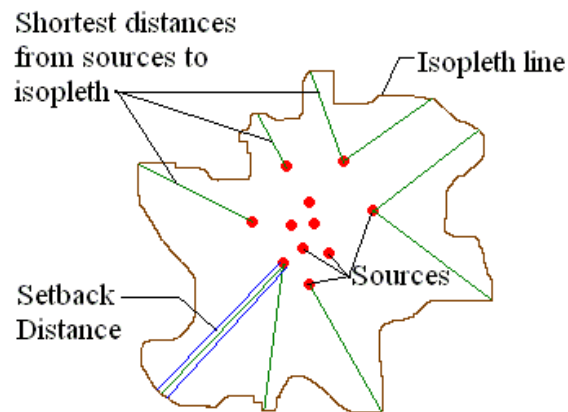 Shortest distances
from sources to
isopleth
Isopleth line
Sources
Setback
Distance